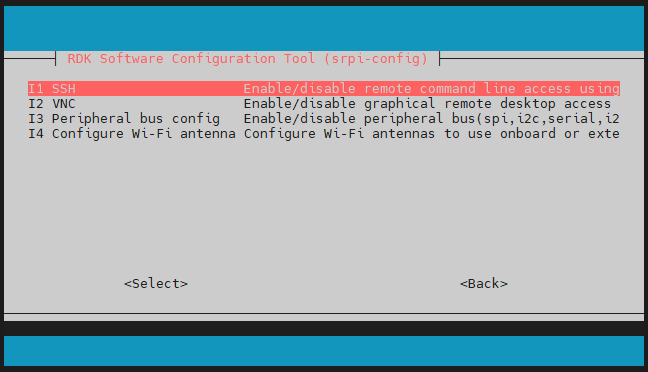 RDK Software Configuration Tool (srpi-config)
I1 SSH Enable/disable remote command line access using
I2 VNC Enable/disable graphical remote desktop access
I3 Peripheral bus config Enable/disable peripheral bus(spi,i2c,serial,i2
I4 Configure Wi-Fi antenna Configure Wi-Fi antennas to use onboard or exte
<Select> <Back>